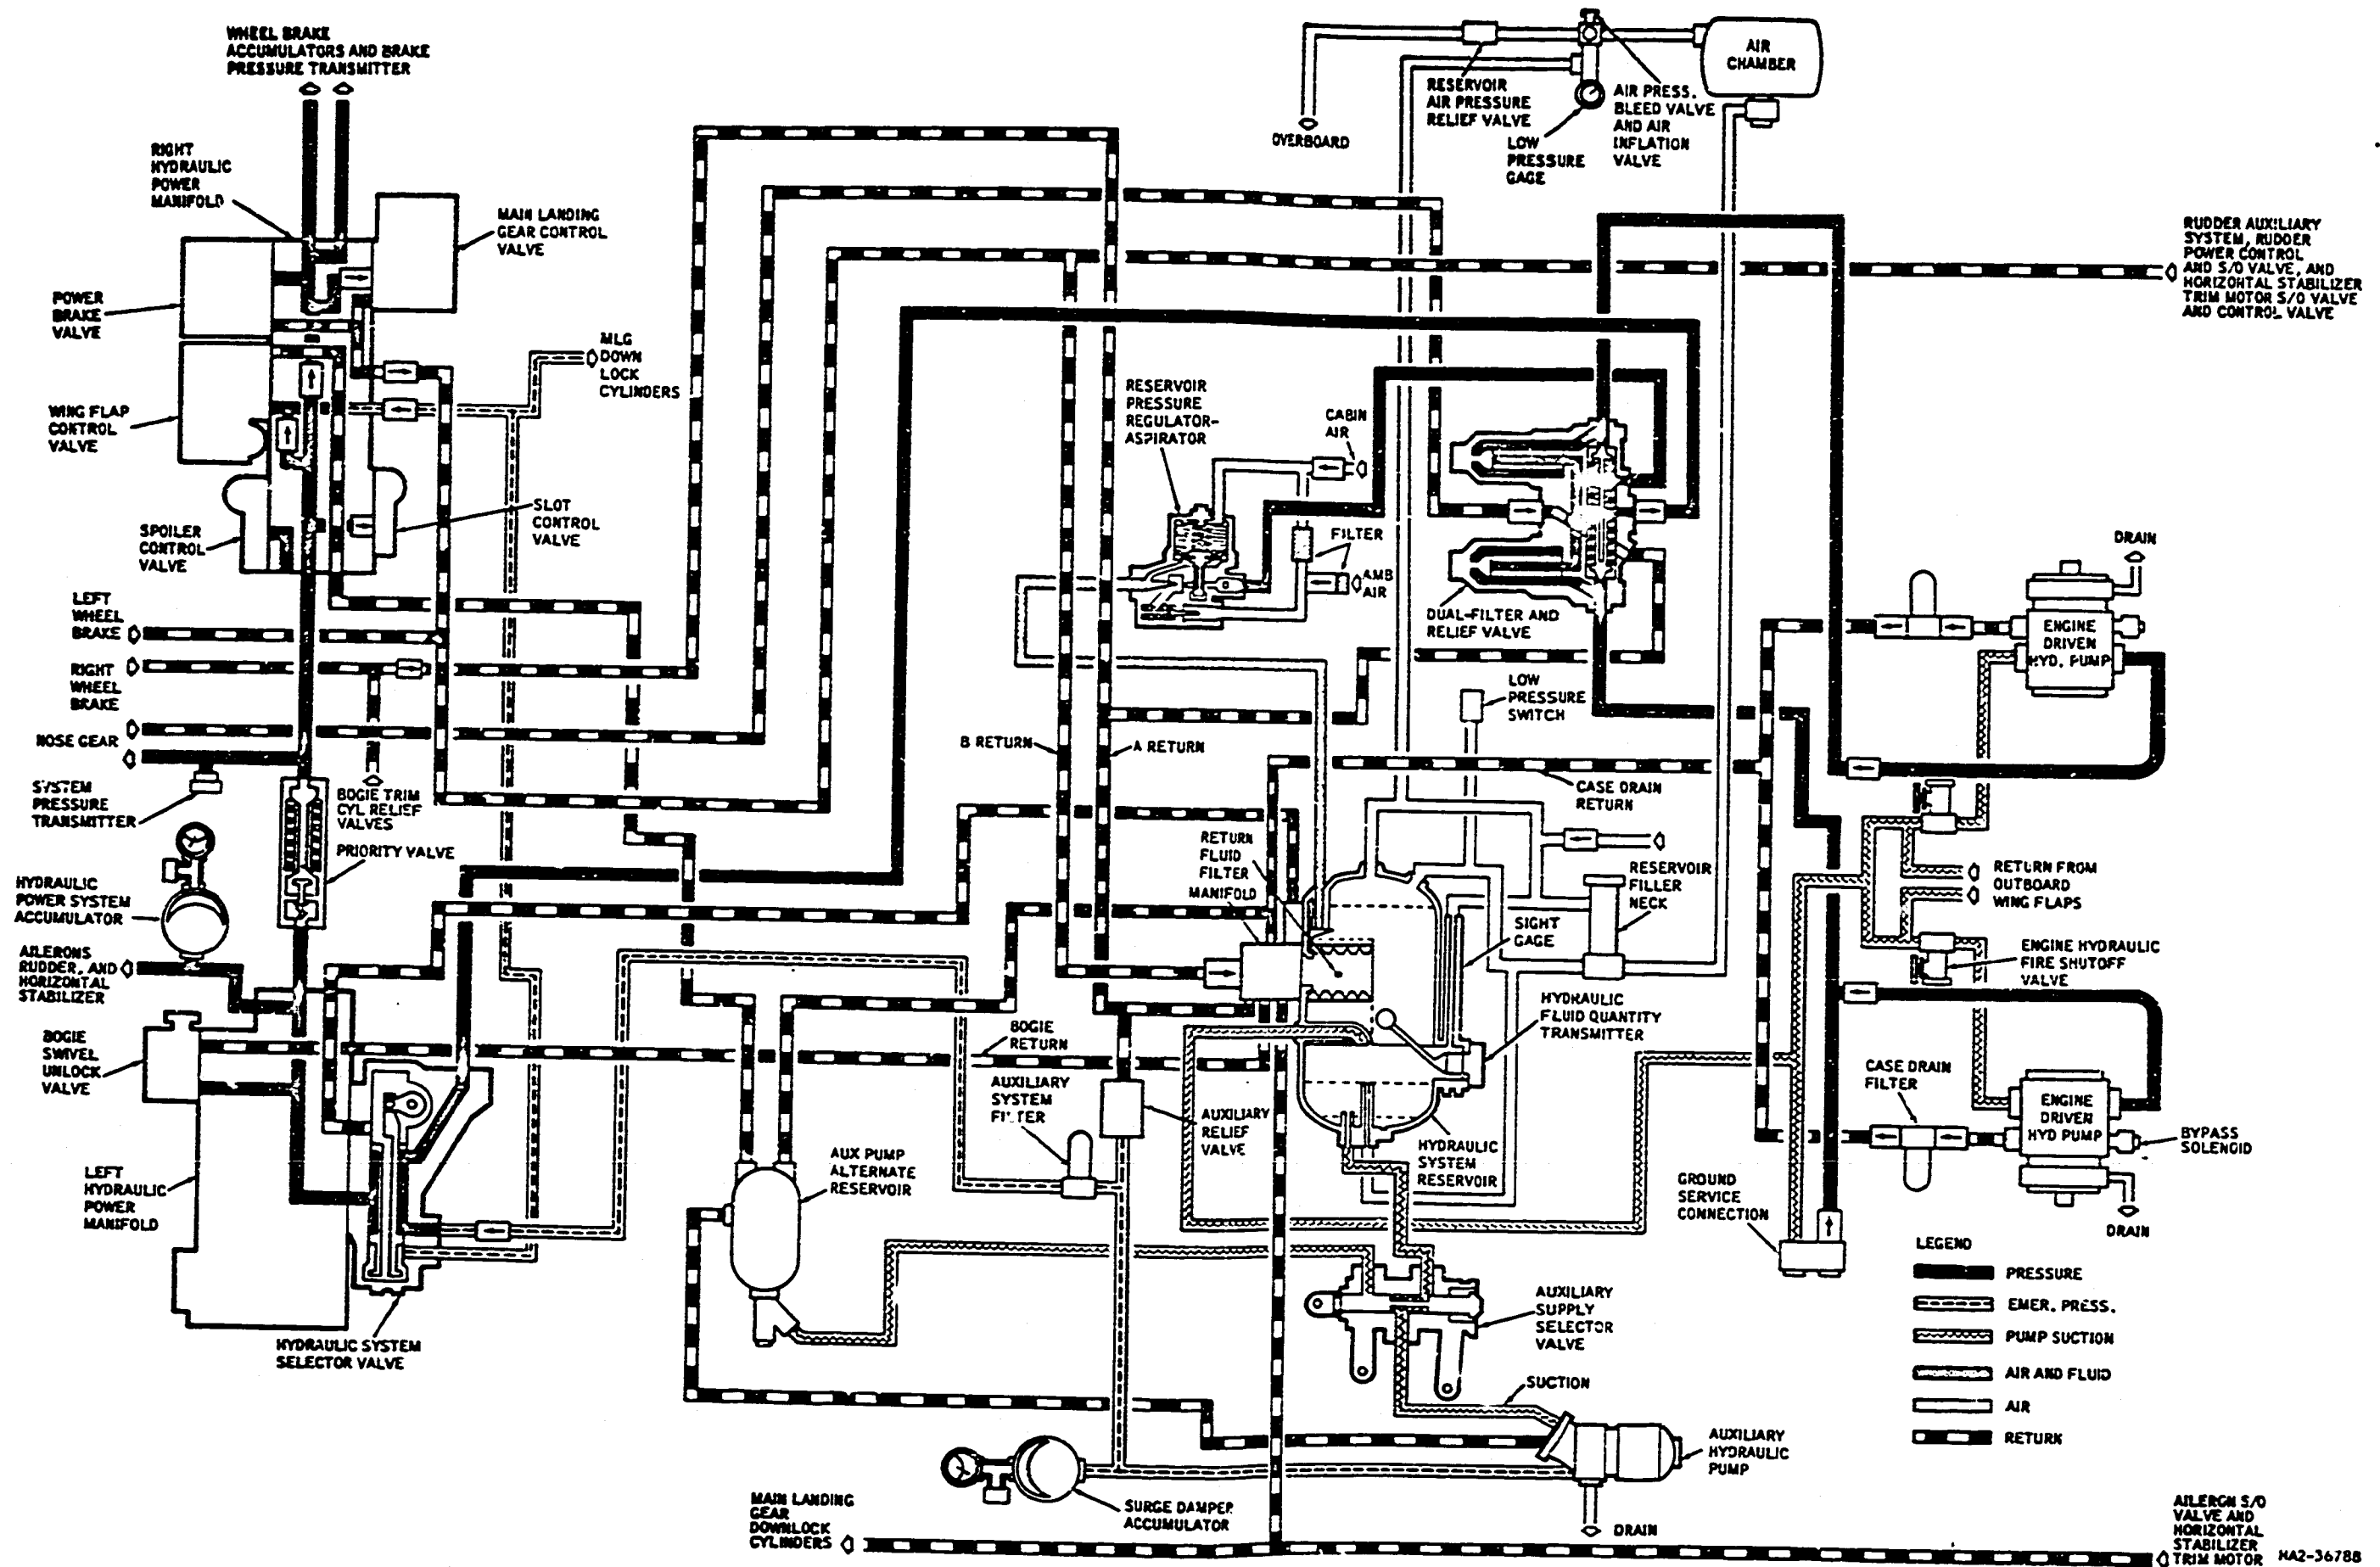 WHEEL BRAKE
ACCUMULATORS AND BRAKE
PRESSURE TRANSMITTER
RIGHT
HYDRAULIC
POWER
MANIFOLD
MAIN LANDING
GEAR CONTROL
VALVE
POWER
BRAKE
VALVE
MLG
DOWN
LOCK
CYLINDERS
WING FLAP
CONTROL
VALVE
SPOILER
CONTROL
VALVE
SLOT
CONTROL
VALVE
LEFT
WHEEL
BRAKE
RIGHT
WHEEL
BRAKE
NOSE GEAR
SYSTEM
PRESSURE
TRANSMITTER
BOGIE TRIM
CYL RELIEF
VALVES
PRIORITY VALVE
HYDRAULIC
POWER SYSTEM
ACCUMULATOR
AILERONS
RUDDER, AND
HORIZONTAL
STABILIZER
BOGIE
SWIVEL
UNLOCK
VALVE
LEFT
HYDRAULIC
POWER
MANIFOLD
HYDRAULIC SYSTEM
SELECTOR VALVE
AIR
CHAMBER
RESERVOIR
AIR PRESSURE
RELIEF VALVE
AIR PRESS.
BLEED VALVE
AND AIR
INFLATION
VALVE
LOW
PRESSURE
GAGE
OVERBOARD
RUDDER AUXILIARY
SYSTEM, RUDDER
POWER CONTROL
AND S/O VALVE, AND
HORIZONTAL STABILIZER
TRIM MOTOR S/O VALVE
AND CONTROL VALVE
RESERVOIR
PRESSURE
REGULATOR-
ASPIRATOR
CABIN
AIR
FILTER
AMB
AIR
DUAL-FILTER AND
RELIEF VALVE
LOW
PRESSURE
SWITCH
B RETURN
A RETURN
CASE DRAIN
RETURN
RETURN
FLUID
FILTER
MANIFOLD
RESERVOIR
FILLER
NECK
SIGHT
GAGE
HYDRAULIC
FLUID QUANTITY
TRANSMITTER
BOGIE
RETURN
AUXILIARY
SYSTEM
AUXILIARY
RELIEF
VALVE
HYDRAULIC
SYSTEM
RESERVOIR
AUX PUMP
ALTERNATE
RESERVOIR
AUXILIARY
SUPPLY
SELECTOR
VALVE
SUCTION
AUXILIARY
HYDRAULIC
PUMP
SURGE DAMPER
ACCUMULATOR
DRAIN
MAIN LANDING
GEAR
DOWNLOCK
CYLINDERS
DRAIN
ENGINE
DRIVEN
HYD. PUMP
RETURN FROM
OUTBOARD
WING FLAPS
ENGINE HYDRAULIC
FIRE SHUTOFF
VALVE
CASE DRAIN
FILTER
ENGINE
DRIVEN
HYD PUMP
BYPASS
SOLENOID
DRAIN
GROUND
SERVICE
CONNECTION
LEGEND
PRESSURE
EMER. PRESS.
PUMP SUCTION
AIR AND FLUID
AIR
RETURN
AILERON S/O
VALVE AND
HORIZONTAL
STABILIZER
TRIM MOTOR
MA2-3678B